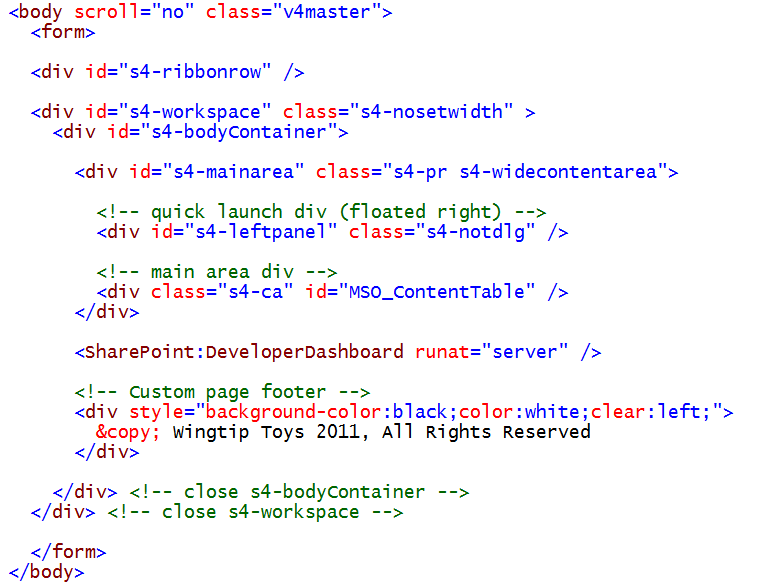 <body scroll="no" class="v4master">
<form>
<div id="s4-ribbonrow" />
<div id="s4-workspace" class="s4-nosetwidth" >
<div id="s4-bodyContainer">
<div id="s4-mainarea" class="s4-pr s4-widecontentarea">
<!-- quick launch div (floated right) -->
<div id="s4-leftpanel" class="s4-notdlg" />
<!-- main area div -->
<div class="s4-ca" id="MSO_ContentTable" />
</div>
<SharePoint:DeveloperDashboard runat="server" />
<!-- Custom page footer -->
<div style="background-color:black;color:white;clear:left;">
&copy; Wingtip Toys 2011, All Rights Reserved
</div>
</div> <!-- close s4-bodyContainer -->
</div> <!-- close s4-workspace -->
</form>
</body>